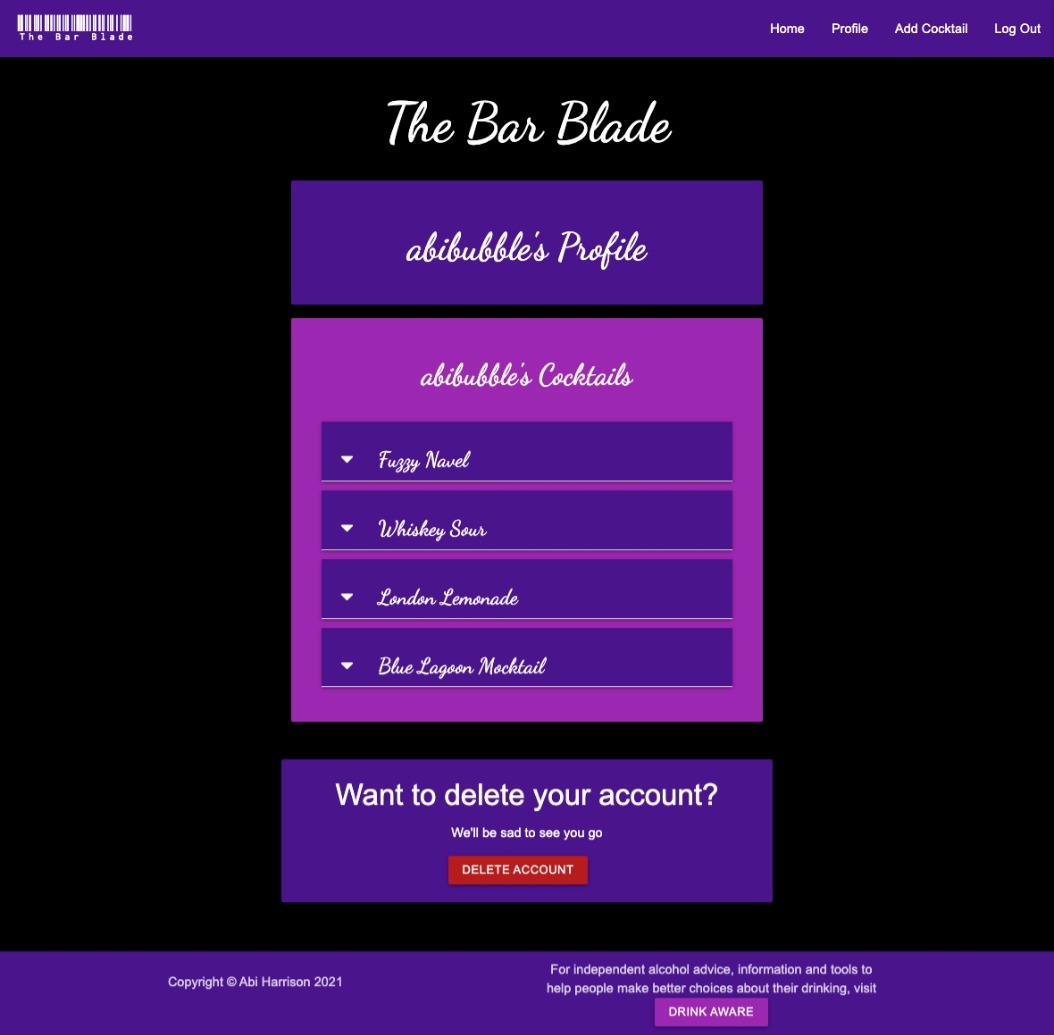 The Bar Blade
Home
Profile
Add Cocktail
Log Out
The Bar Blade
abibubble's Profile
abibubble's Cocktails
Fuzzy Navel
Whiskey Sour
London Lemonade
Blue Lagoon Mocktail
Want to delete your account?
We'll be sad to see you go
DELETE ACCOUNT
Copyright © Abi Harrison 2021
For independent alcohol advice, information and tools to
help people make better choices about their drinking, visit
DRINK AWARE